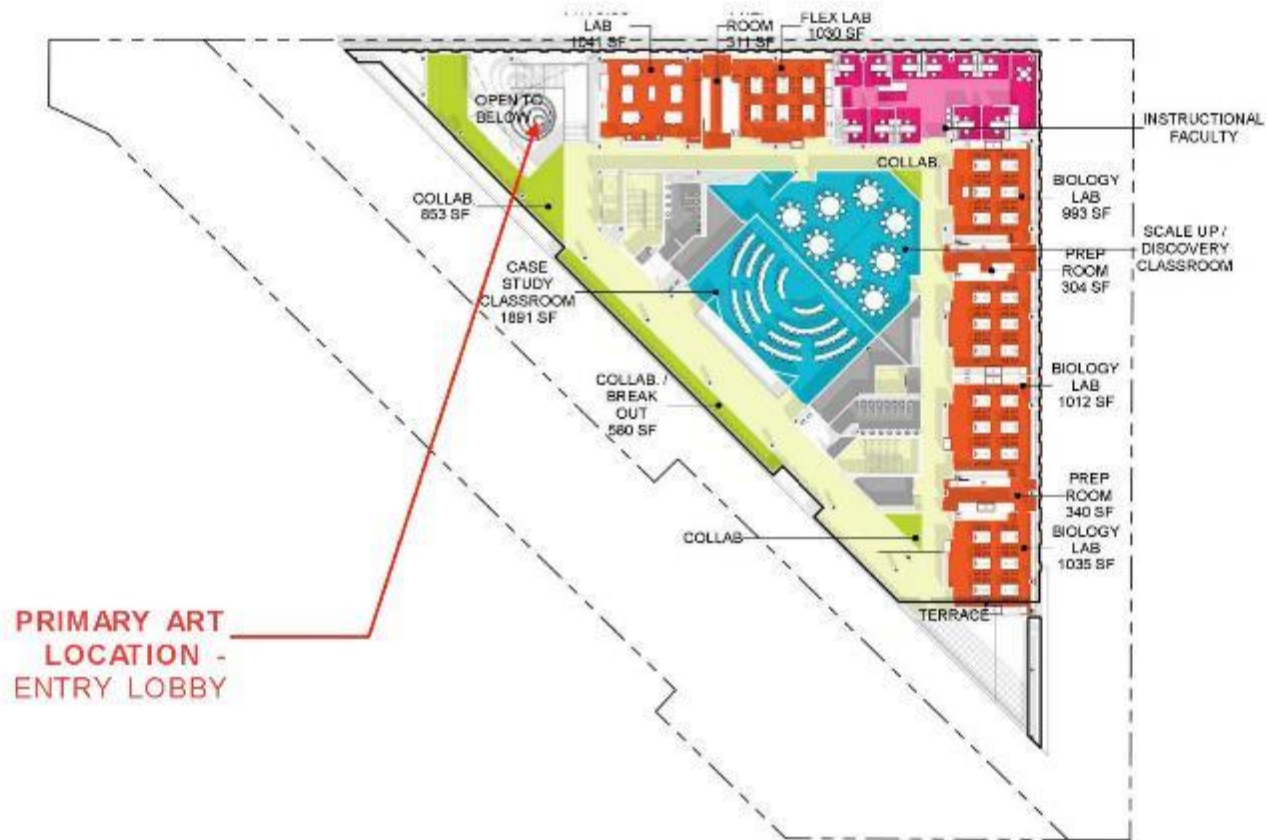 LAB
1041 SF
ROOM
311 SF
FLEX LAB
1030 SF
OPEN TO
BELOW
INSTRUCTIONAL
FACULTY
COLLAB.
BIOLOGY
LAB
993 SF
COLLAB.
853 SF
SCALE UP /
DISCOVERY
CLASSROOM
PREP
ROOM
304 SF
CASE
STUDY
CLASSROOM
1891 SF
BIOLOGY
LAB
1012 SF
COLLAB. /
BREAK
OUT
580 SF
PREP
ROOM
340 SF
COLLAB
BIOLOGY
LAB
1035 SF
TERRACE
PRIMARY ART
LOCATION -
ENTRY LOBBY